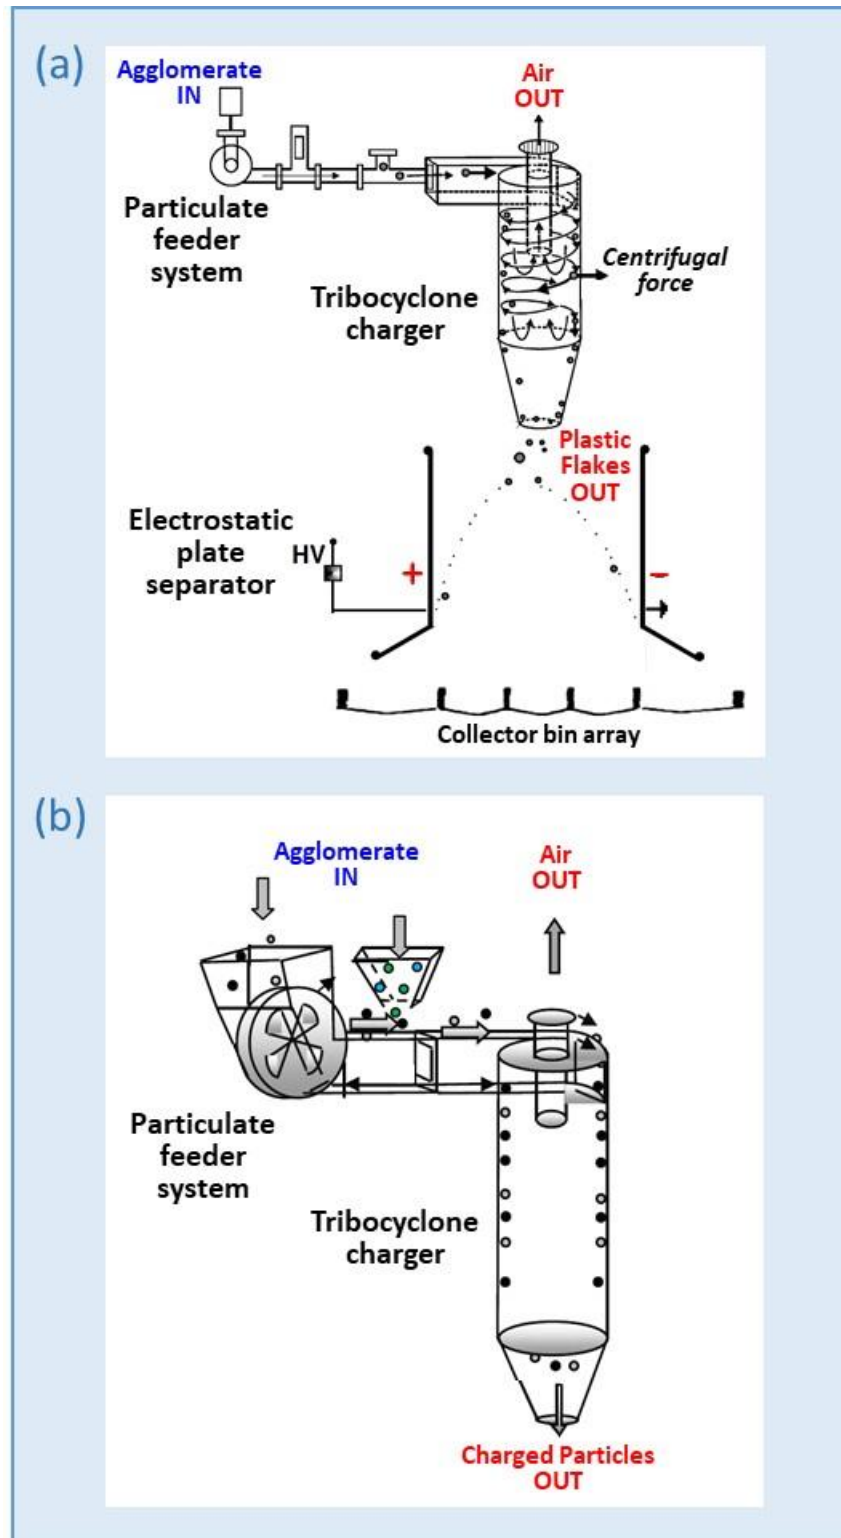 (a)
Agglomerate
IN
Air
OUT
Particulate
feeder
system
Tribocyclone
charger
Centrifugal
force
Plastic
Flakes
OUT
Electrostatic
plate
separator
HV
+
-
Collector bin array
(b)
Agglomerate
IN
Air
OUT
Particulate
feeder
system
Tribocyclone
charger
Charged Particles
OUT